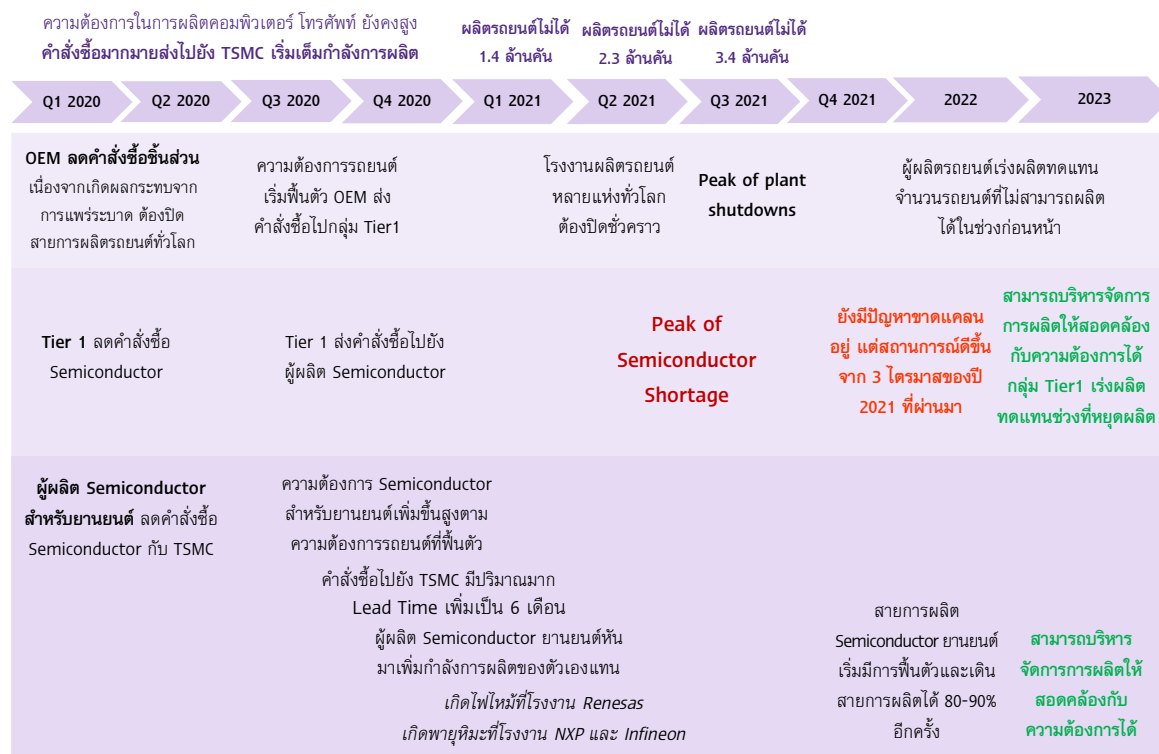 ความต้องการในการผลิตคอมพิวเตอร์ โทรศัพท์ ยังคงสูง
คำสั่งซื้อมากมายส่งไปยัง TSMC เริ่มเต็มกำลังการผลิต
ผลิตรถยนต์ไม่ได้
1.4 ล้านคัน
ผลิตรถยนต์ไม่ได้
2.3 ล้านคัน
ผลิตรถยนต์ไม่ได้
3.4 ล้านคัน
Q1 2020
Q2 2020
Q3 2020
Q4 2020
Q1 2021
Q2 2021
Q3 2021
Q4 2021
2022
2023
OEM ลดคำสั่งซื้อชิ้นส่วน
เนื่องจากเกิดผลกระทบจาก
การแพร่ระบาด ต้องปิด
สายการผลิตรถยนต์ทั่วโลก
ความต้องการรถยนต์
เริ่มฟื้นตัว OEM ส่ง
คำสั่งซื้อไปกลุ่ม Tier1
โรงงานผลิตรถยนต์
หลายแห่งทั่วโลก
ต้องปิดชั่วคราว
Peak of plant
shutdowns
ผู้ผลิตรถยนต์เร่งผลิตทดแทน
จำนวนรถยนต์ที่ไม่สามารถผลิต
ได้ในช่วงก่อนหน้า
Tier 1 ลดคำสั่งซื้อ
Semiconductor
Tier 1 ส่งคำสั่งซื้อไปยัง
ผู้ผลิต Semiconductor
Peak of
Semiconductor
Shortage
ยังมีปัญหาขาดแคลน
อยู่ แต่สถานการณ์ดีขึ้น
จาก 3 ไตรมาสของปี
2021 ที่ผ่านมา
สามารถบริหารจัดการ
การผลิตให้สอดคล้อง
กับความต้องการได้
กลุ่ม Tier1 เร่งผลิต
ทดแทนช่วงที่หยุดผลิต
ผู้ผลิต Semiconductor
สำหรับยานยนต์ ลดคำสั่งซื้อ
Semiconductor กับ TSMC
ความต้องการ Semiconductor
สำหรับยานยนต์เพิ่มขึ้นสูงตาม
ความต้องการรถยนต์ที่ฟื้นตัว
คำสั่งซื้อไปยัง TSMC มีปริมาณมาก
Lead Time เพิ่มเป็น 6 เดือน
ผู้ผลิต Semiconductor ยานยนต์หัน
มาเพิ่มกำลังการผลิตของตัวเองแทน
เกิดไฟไหม้ที่โรงงาน Renesas
เกิดพายุหิมะที่โรงงาน NXP และ Infineon
สายการผลิต
Semiconductor ยานยนต์
เริ่มมีการฟื้นตัวและเดิน
สายการผลิตได้ 80-90%
อีกครั้ง
สามารถบริหาร
จัดการการผลิตให้
สอดคล้องกับ
ความต้องการได้